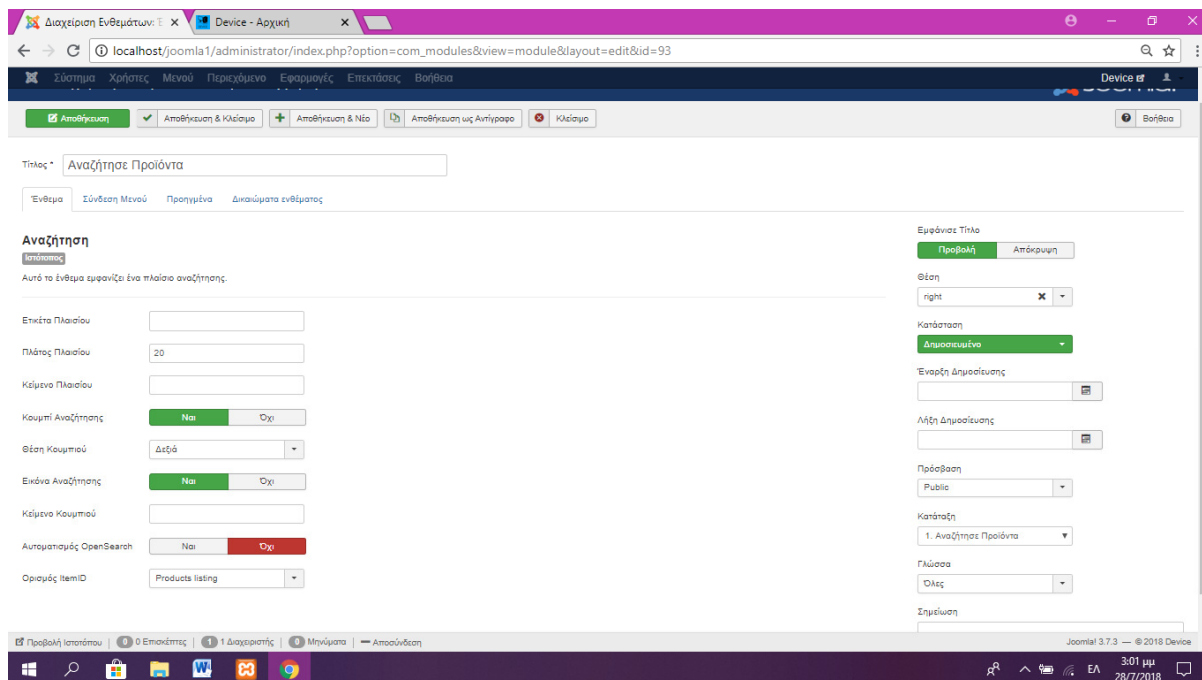 Διαχείριση Ενθεμάτων: Έ
Device - Αρχική
localhost/joomla1/administrator/index.php?option=com_modules&view=module&layout=edit&id=93
Σύστημα Χρήστες Μενού Περιεχόμενο Εφαρμογές Επεκτάσεις Βοήθεια
Device
Αποθήκευση
Αποθήκευση & Κλείσιμο
Αποθήκευση & Νέο
Αποθήκευση ως Αντίγραφο
Κλείσιμο
Βοήθεια
Τίτλος *
Αναζήτησε Προϊόντα
Ένθεμα
Σύνδεση Μενού
Προηγμένα
Δικαιώματα ενθέματος
Αναζήτηση
Ιστότοπος
Αυτό το ένθεμα εμφανίζει ένα πλαίσιο αναζήτησης.
Ετικέτα Πλαισίου
Πλάτος Πλαισίου
20
Κείμενο Πλαισίου
Κουμπί Αναζήτησης
Ναι
Όχι
Θέση Κουμπιού
Δεξιά
Εικόνα Αναζήτησης
Ναι
Όχι
Κείμενο Κουμπιού
Αυτοματισμός OpenSearch
Ναι
Όχι
Ορισμός ItemID
Products listing
Εμφάνισε Τίτλο
Προβολή
Απόκρυψη
Θέση
right
Κατάσταση
Δημοσιευμένο
Έναρξη Δημοσίευσης
Λήξη Δημοσίευσης
Πρόσβαση
Public
Κατάταξη
1. Αναζήτησε Προϊόντα
Γλώσσα
Όλες
Σημείωση
Προβολή Ιστοτόπου
0 0 Επισκέπτες
1 1 Διαχειριστής
0 Μηνύματα
Αποσύνδεση
Joomla! 3.7.3 — © 2018 Device
ΕΛ
3:01 μμ
28/7/2018